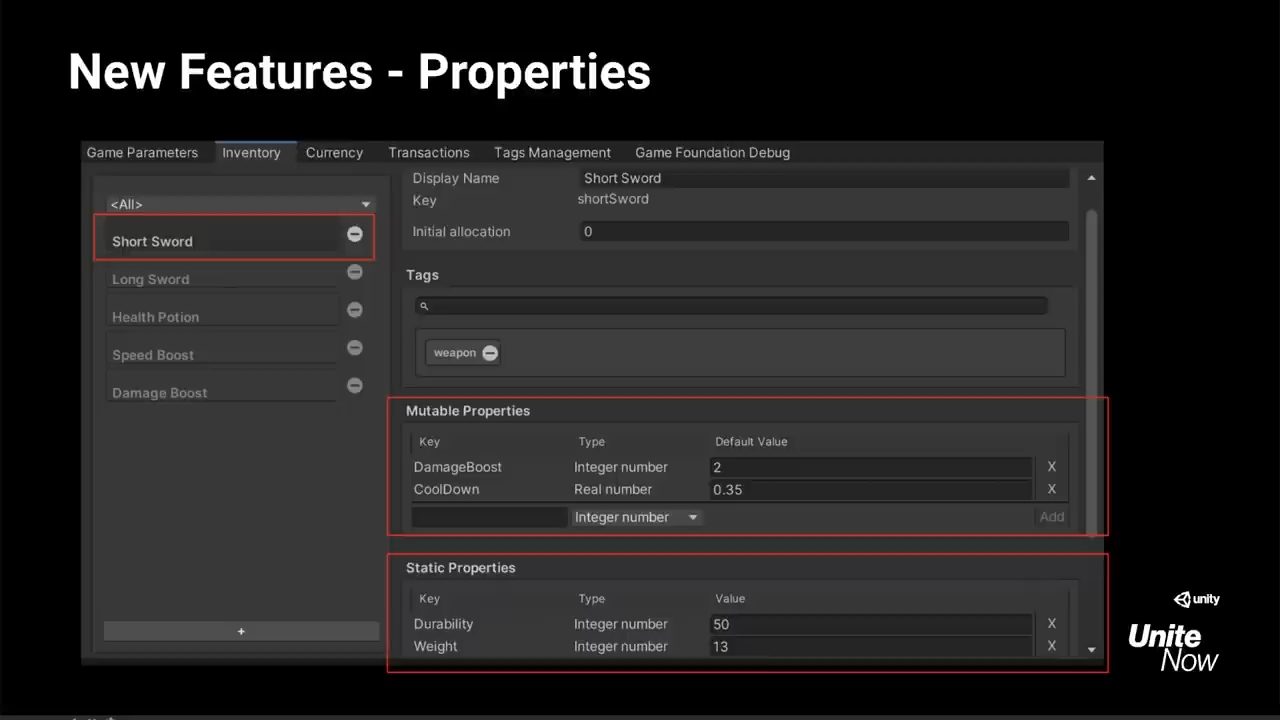 New Features - Properties
Game Parameters Inventory Currency Transactions Tags Management Game Foundation Debug
<All>
Short Sword
Long Sword
Health Potion
Speed Boost
Damage Boost
+
Display Name Short Sword
Key shortSword
Initial allocation 0
Tags
weapon
Mutable Properties
Key Type Default Value
DamageBoost Integer number 2 X
CoolDown Real number 0.35 X
Integer number Add
Static Properties
Key Type Value
Durability Integer number 50 X
Weight Integer number 13 X
unity
Unite
Now